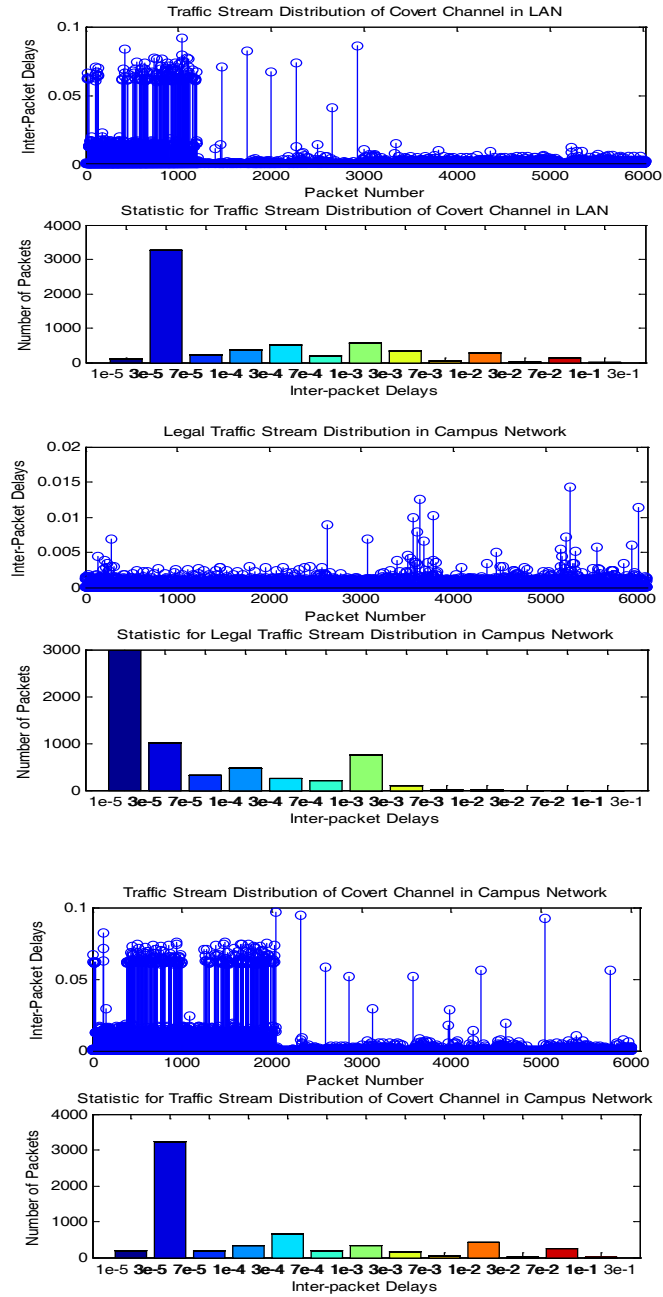 Traffic Stream Distribution of Covert Channel in LAN
0.1
0.05
0
Inter-Packet Delays
0 1000 2000 3000 4000 5000 6000
Packet Number
Statistic for Traffic Stream Distribution of Covert Channel in LAN
4000
3000
2000
1000
0
Number of Packets
1e-5 3e-5 7e-5 1e-4 3e-4 7e-4 1e-3 3e-3 7e-3 1e-2 3e-2 7e-2 1e-1 3e-1
Inter-packet Delays
Legal Traffic Stream Distribution in Campus Network
0.02
0.015
0.01
0.005
0
Inter-Packet Delays
0 1000 2000 3000 4000 5000 6000
Packet Number
Statistic for Legal Traffic Stream Distribution in Campus Network
3000
2000
1000
0
Number of Packets
1e-5 3e-5 7e-5 1e-4 3e-4 7e-4 1e-3 3e-3 7e-3 1e-2 3e-2 7e-2 1e-1 3e-1
Inter-packet Delays
Traffic Stream Distribution of Covert Channel in Campus Network
0.1
0.05
0
Inter-Packet Delays
0 1000 2000 3000 4000 5000 6000
Packet Number
Statistic for Traffic Stream Distribution of Covert Channel in Campus Network
4000
3000
2000
1000
0
Number of Packets
1e-5 3e-5 7e-5 1e-4 3e-4 7e-4 1e-3 3e-3 7e-3 1e-2 3e-2 7e-2 1e-1 3e-1
Inter-packet Delays